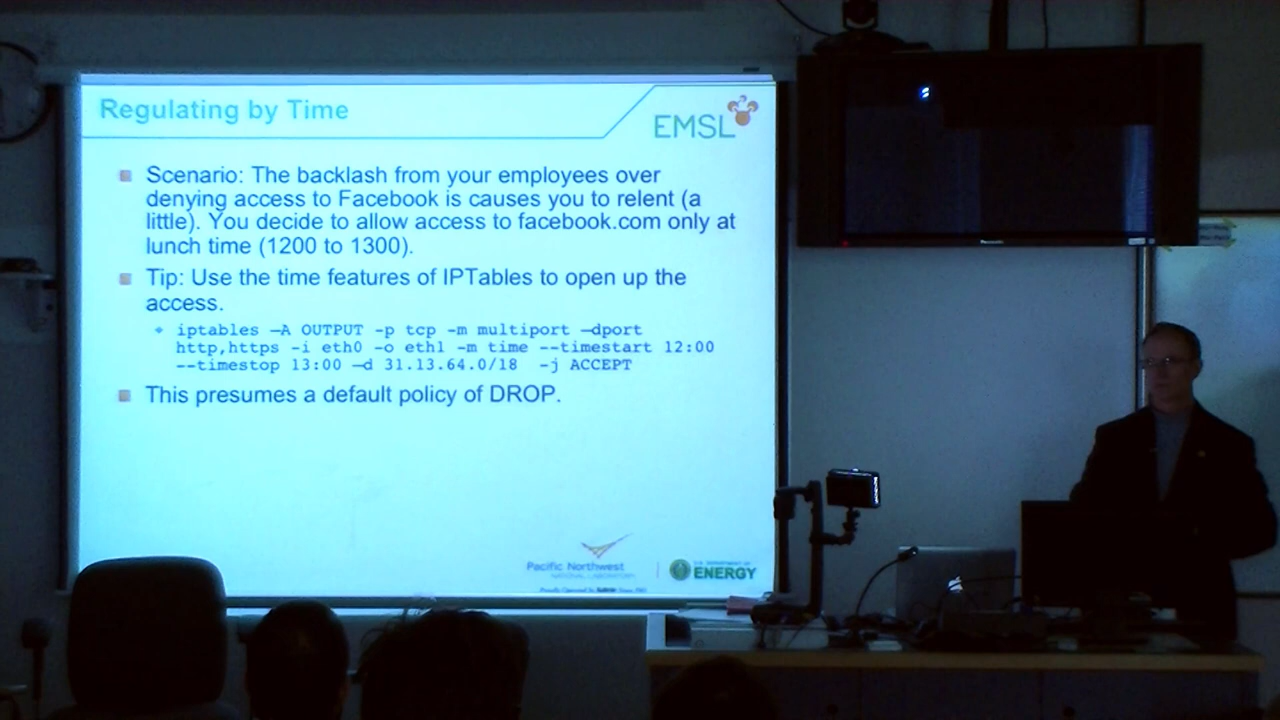 Regulating by Time
EMSL
Scenario: The backlash from your employees over
denying access to Facebook is causes you to relent (a
little). You decide to allow access to facebook.com only at
lunch time (1200 to 1300).
Tip: Use the time features of IPTables to open up the
access.
iptables –A OUTPUT -p tcp -m multiport –dport
http,https -i eth0 -o eth1 -m time --timestart 12:00
--timestop 13:00 –d 31.13.64.0/18 -j ACCEPT
This presumes a default policy of DROP.
Pacific Northwest
NATIONAL LABORATORY
U.S. DEPARTMENT OF
ENERGY